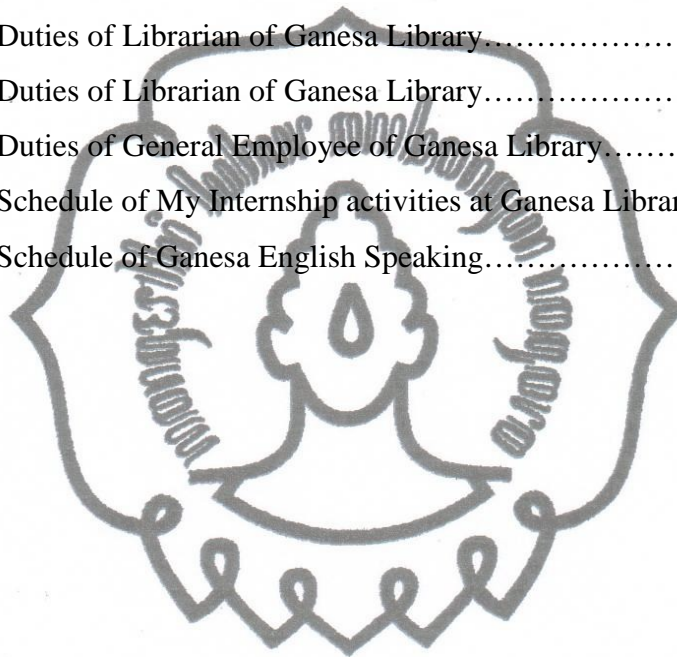 Duties of Librarian of Ganesa Library…………………
Duties of Librarian of Ganesa Library…………………
Duties of General Employee of Ganesa Library…….
Schedule of My Internship activities at Ganesa Librar
Schedule of Ganesa English Speaking…………………